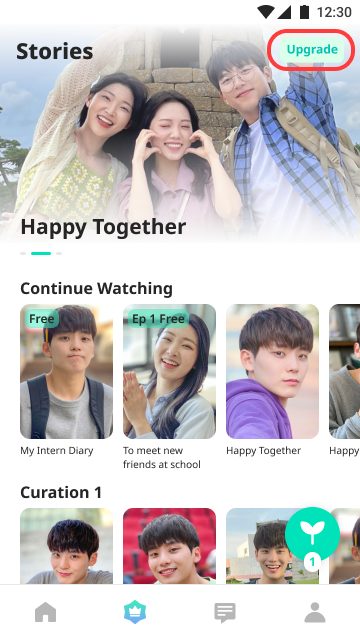 12:30
Stories
Upgrade
Happy Together
Continue Watching
Free
Ep 1 Free
My Intern Diary
To meet new
friends at school
Happy Together
Happy
Curation 1
1